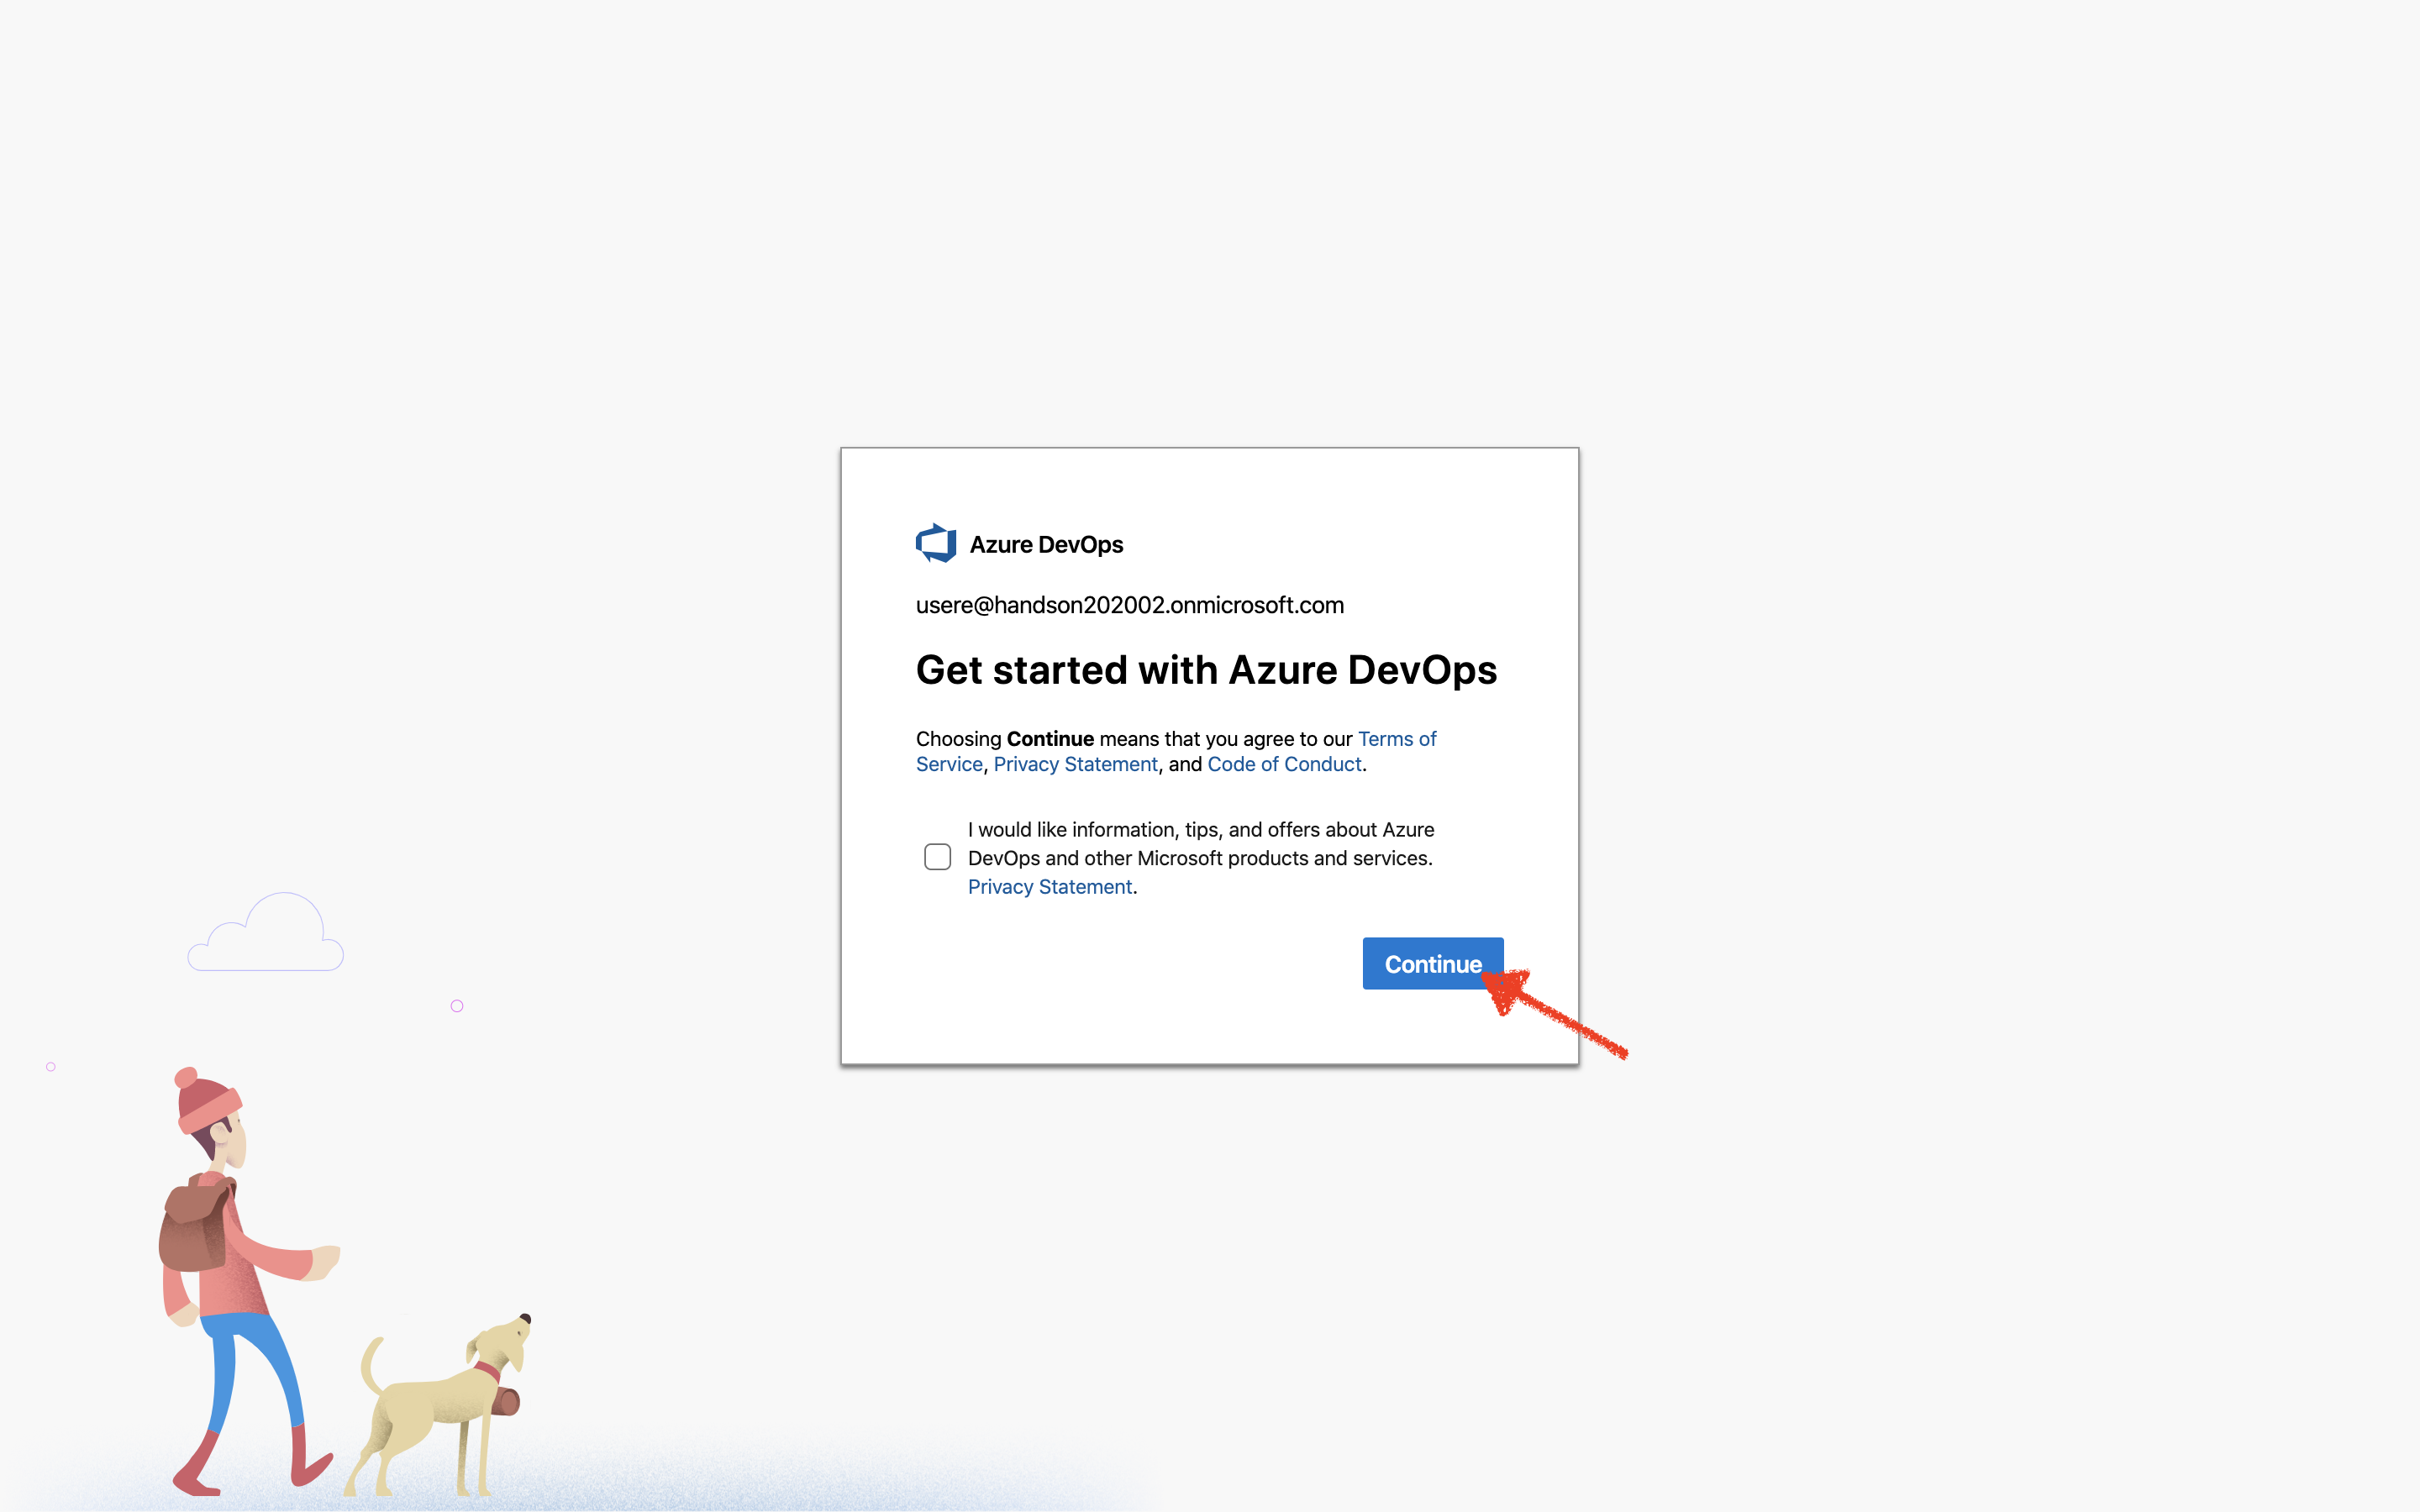 Azure DevOps
usere@handson202002.onmicrosoft.com
Get started with Azure DevOps
Choosing Continue means that you agree to our Terms of
Service, Privacy Statement, and Code of Conduct.
I would like information, tips, and offers about Azure
DevOps and other Microsoft products and services.
Privacy Statement.
Continue